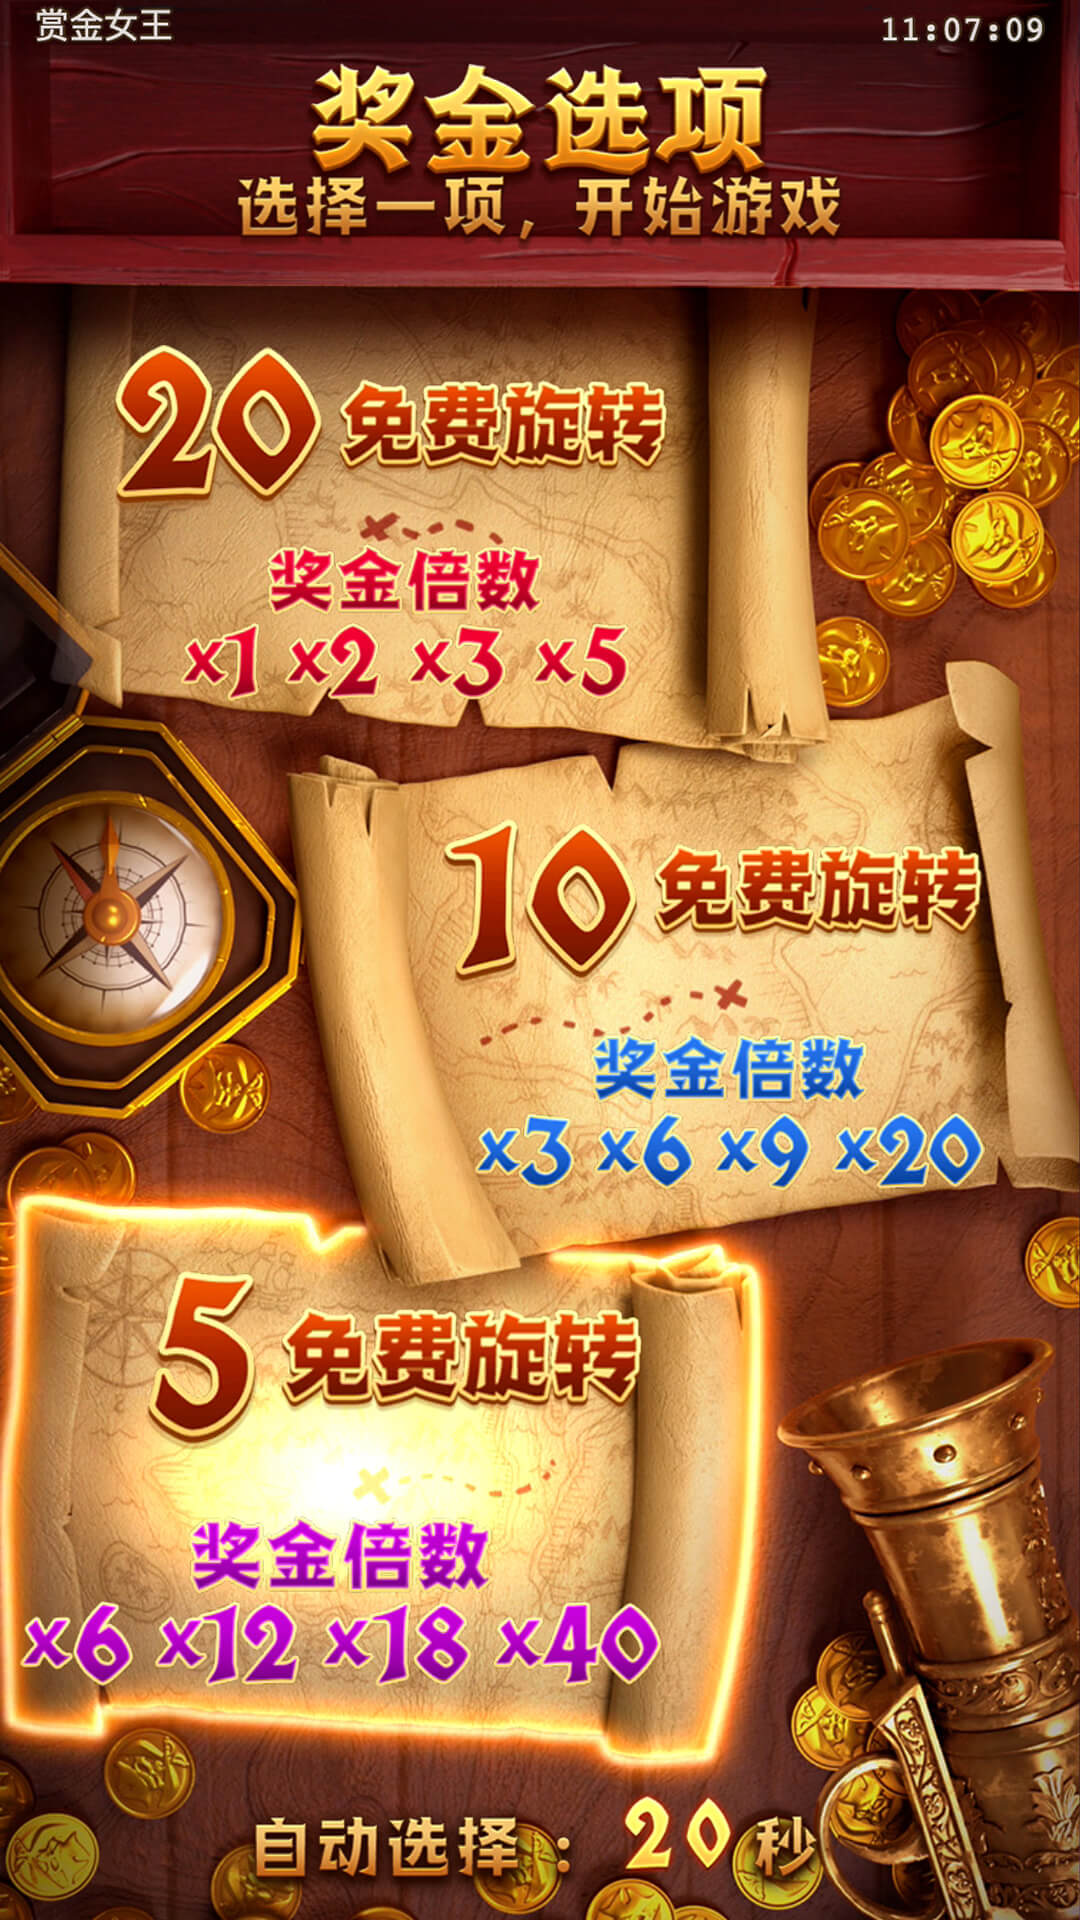 赏金女王
11:07:09
奖金选项
选择一项，开始游戏
20 免费旋转
奖金倍数
x1 x2 x3 x5
10 免费旋转
奖金倍数
x3 x6 x9 x20
5 免费旋转
奖金倍数
x6 x12 x18 x40
自动选择：20 秒